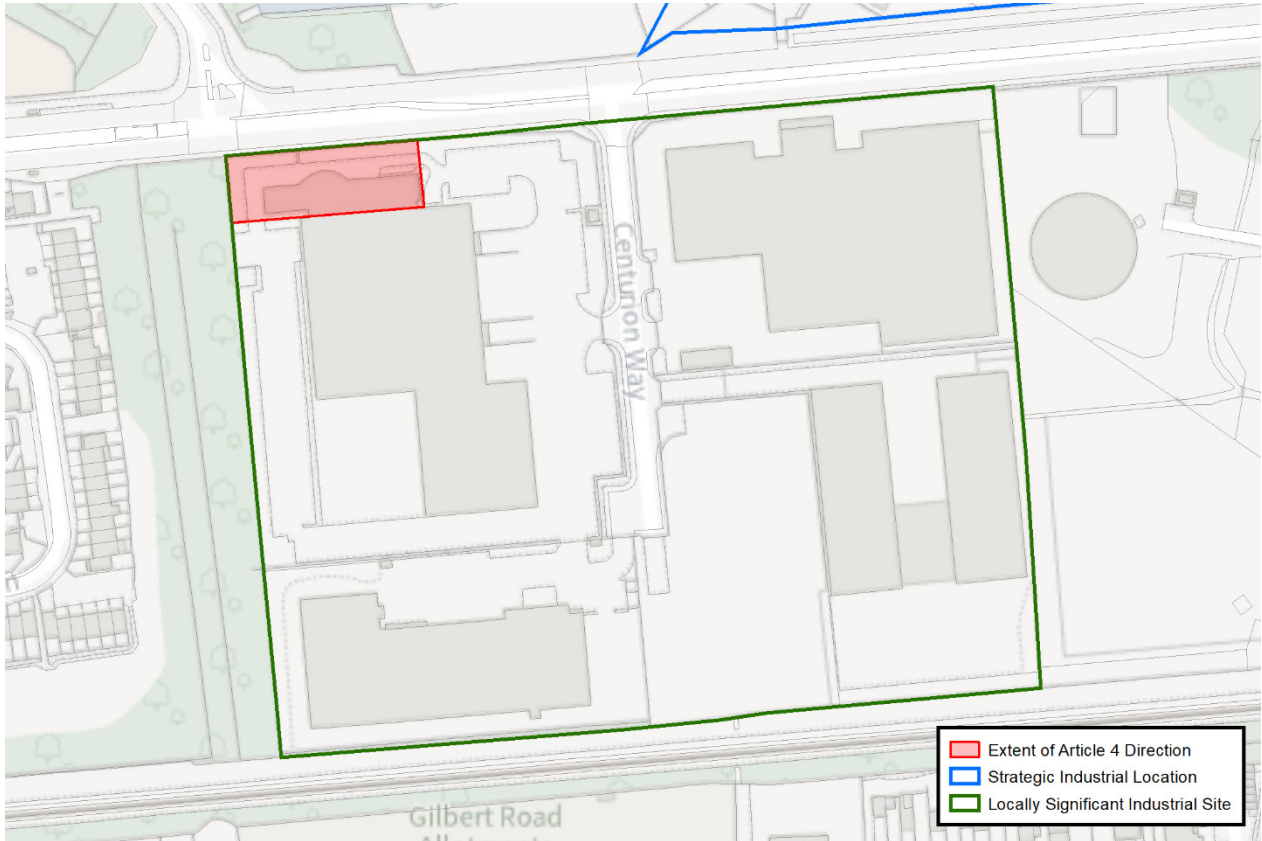 Centurion Way
Gilbert Road
Extent of Article 4 Direction
Strategic Industrial Location
Locally Significant Industrial Site